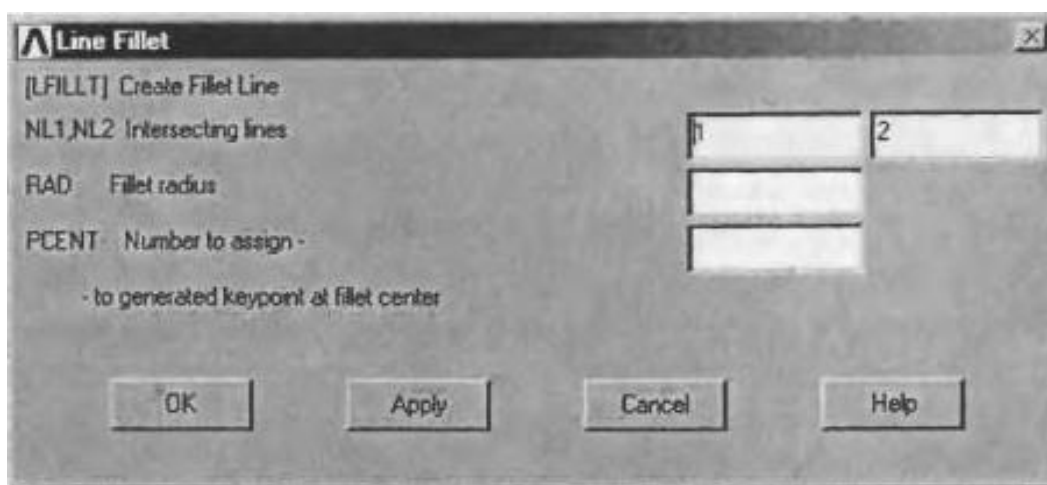 Line Fillet
[LFILLT] Create Fillet Line
NL1,NL2 Intersecting lines 1 2
RAD Fillet radius
PCENT Number to assign -
- to generated keypoint at fillet center
OK Apply Cancel Help